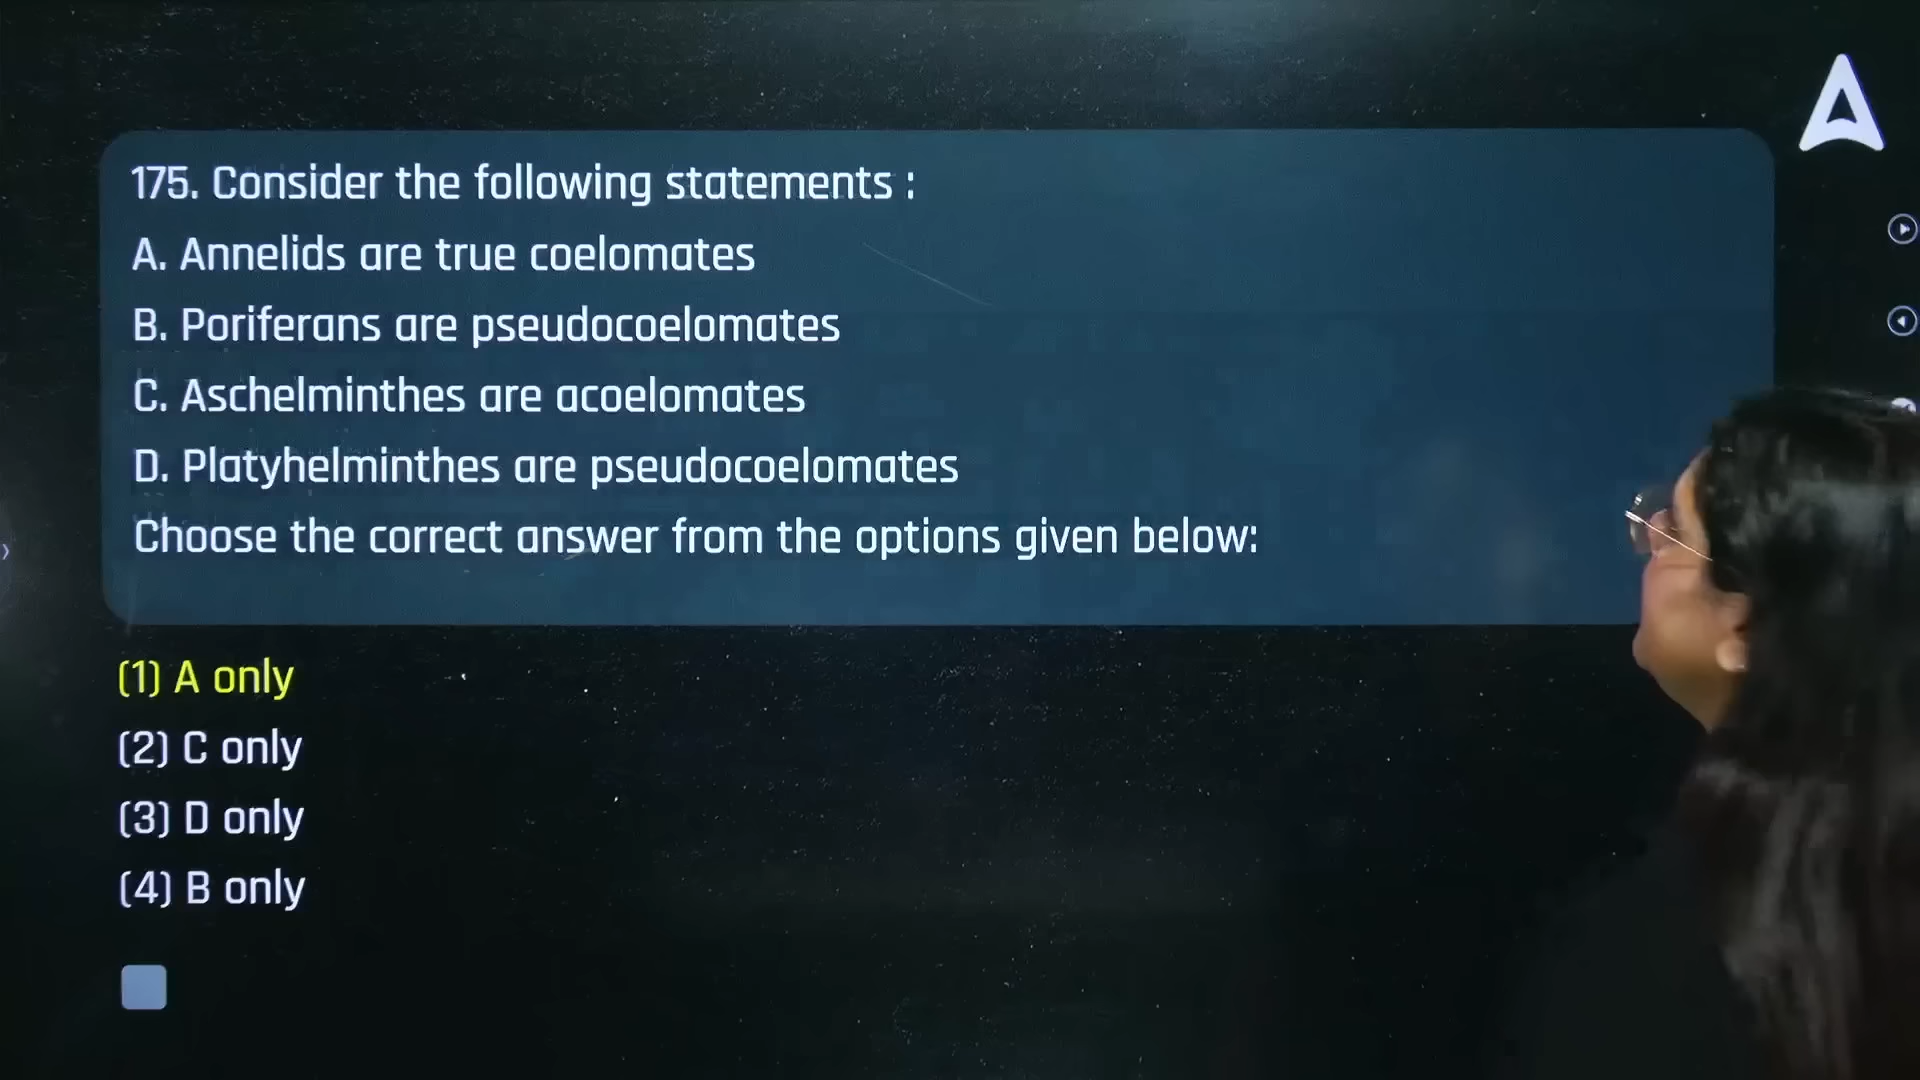 175. Consider the following statements :
A. Annelids are true coelomates
B. Poriferans are pseudocoelomates
C. Aschelminthes are acoelomates
D. Platyhelminthes are pseudocoelomates
Choose the correct answer from the options given below:
(1) A only
(2) C only
(3) D only
(4) B only